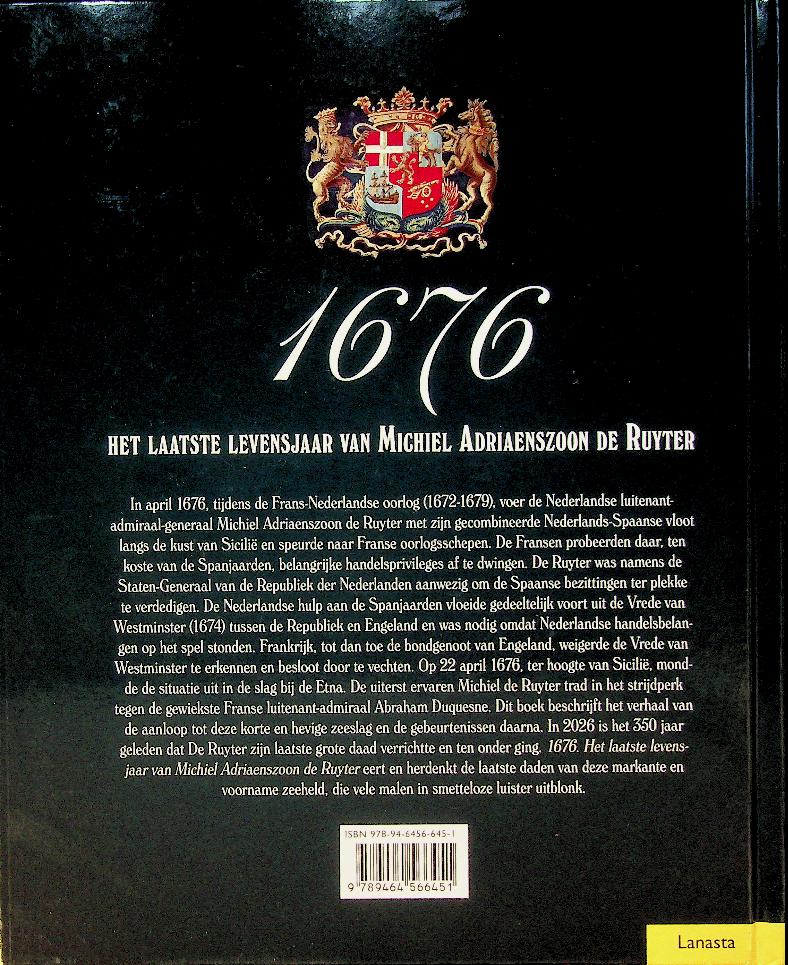 1676
HET LAATSTE LEVENSJAAR VAN MICHIEL ADRIAENSZOON DE RUYTER
In april 1676, tijdens de Frans-Nederlandse oorlog (1672-1679), voer de Nederlandse luitenant-
admiraal-generaal Michiel Adriaenszoon de Ruyter met zijn gecombineerde Nederlands-Spaanse vloot
langs de kust van Sicilië en speurde naar Franse oorlogsschepen. De Fransen probeerden daar, ten
koste van de Spanjaarden, belangrijke handelsprivileges af te dwingen. De Ruyter was namens de
Staten-Generaal van de Republiek der Nederlanden aanwezig om de Spaanse bezittingen ter plekke
te verdedigen. De Nederlandse hulp aan de Spanjaarden vloeide gedeeltelijk voort uit de Vrede van
Westminster (1674) tussen de Republiek en Engeland en was nodig omdat Nederlandse handelsbelan-
gen op het spel stonden. Frankrijk, tot dan toe de bondgenoot van Engeland, weigerde de Vrede van
Westminster te erkennen en besloot door te vechten. Op 22 april 1676, ter hoogte van Sicilië, mond-
de de situatie uit in de slag bij de Etna. De uiterst ervaren Michiel de Ruyter trad in het strijdperk
tegen de gewiekste Franse luitenant-admiraal Abraham Duquesne. Dit boek beschrijft het verhaal van
de aanloop tot deze korte en hevige zeeslag en de gebeurtenissen daarna. In 2026 is het 350 jaar
geleden dat De Ruyter zijn laatste grote daad verrichtte en ten onder ging. 1676. Het laatste levens-
jaar van Michiel Adriaenszoon de Ruyter eert en herdenkt de laatste daden van deze markante en
voorname zeeheld, die vele malen in smetteloze luister uitblonk.
ISBN 978-94-6456-645-1
9 789464 566451
Lanasta